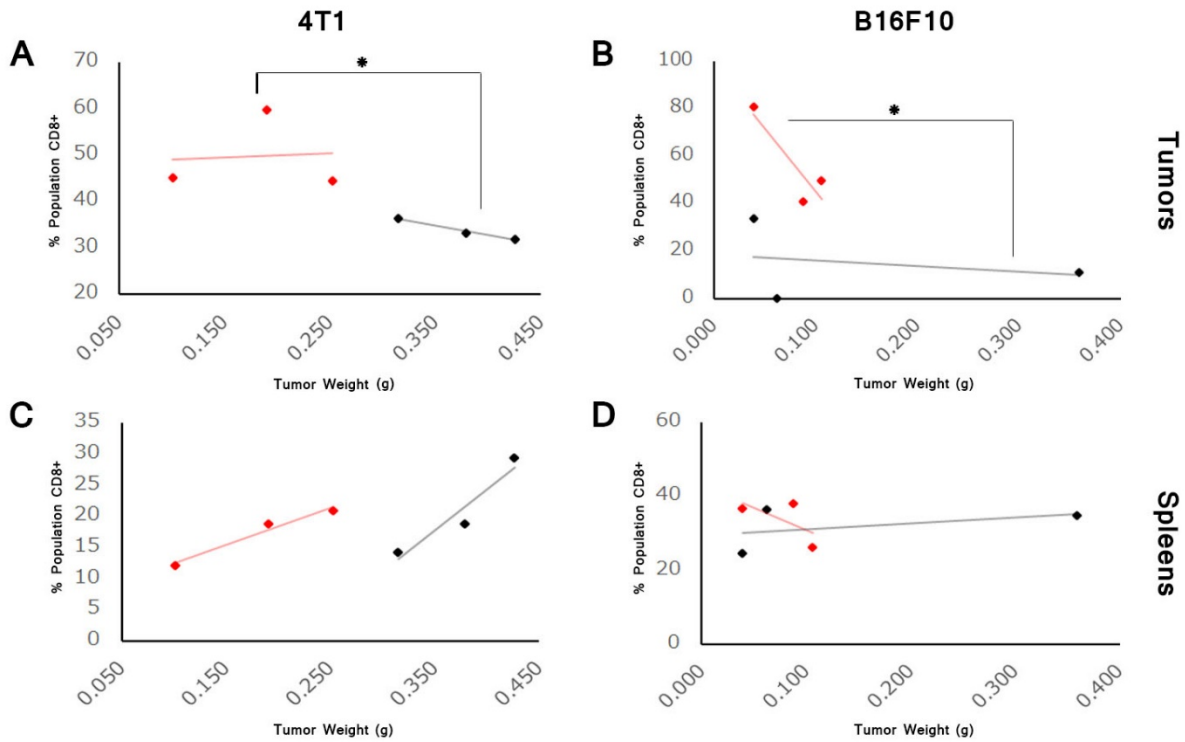 4T1
B16F10
A
70
60
50
40
30
20
% Population CD8+
*
0.050
0.150
0.250
0.350
0.450
Tumor Weight (g)
B
100
80
60
40
20
0
% Population CD8+
*
0.000
0.100
0.200
0.300
0.400
Tumor Weight (g)
Tumors
C
35
30
25
20
15
10
5
0
% Population CD8+
0.050
0.150
0.250
0.350
0.450
Tumor Weight (g)
D
60
40
20
0
% Population CD8+
0.000
0.100
0.200
0.300
0.400
Tumor Weight (g)
Spleens